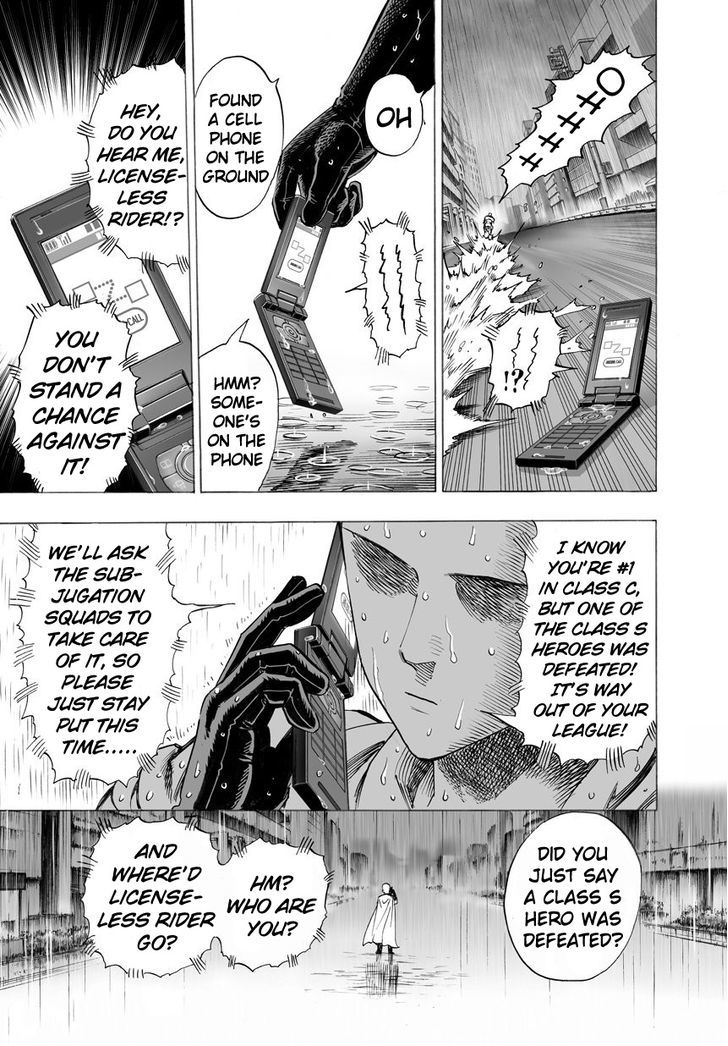 !?
OH
FOUND
A CELL
PHONE
ON THE
GROUND
HMM?
SOME-
ONE'S
ON THE
PHONE
HEY,
DO YOU
HEAR ME,
LICENSE-
LESS
RIDER!?
CALL
YOU
DON'T
STAND A
CHANCE
AGAINST
IT!
I KNOW
YOU'RE #1
IN CLASS C,
BUT ONE OF
THE CLASS S
HEROES WAS
DEFEATED!
IT'S WAY
OUT OF YOUR
LEAGUE!
WE'LL ASK
THE SUB-
JUGATION
SQUADS TO
TAKE CARE
OF IT, SO
PLEASE
JUST STAY
PUT THIS
TIME.....
DID YOU
JUST SAY
A CLASS S
HERO WAS
DEFEATED?
HM?
WHO ARE
YOU?
AND
WHERE'D
LICENSE-
LESS RIDER
GO?